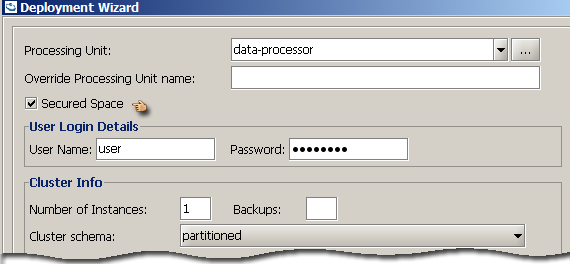 Deployment Wizard
Processing Unit: data-processor ...
Override Processing Unit name:
Secured Space
User Login Details
User Name: user Password: ••••••••
Cluster Info
Number of Instances: 1 Backups:
Cluster schema: partitioned